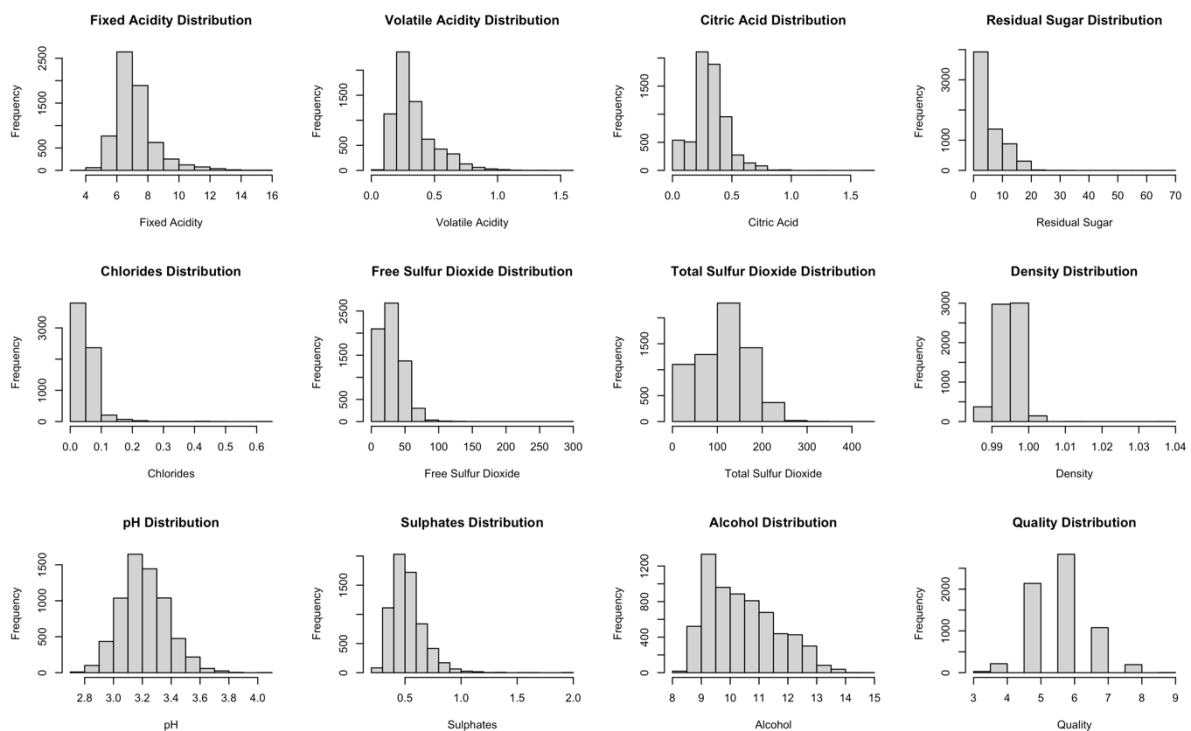 Fixed Acidity Distribution
Frequency
0 500 1500 2500
4 6 8 10 12 14 16
Fixed Acidity
Volatile Acidity Distribution
Frequency
0 500 1500
0.0 0.5 1.0 1.5
Volatile Acidity
Citric Acid Distribution
Frequency
0 500 1500
0.0 0.5 1.0 1.5
Citric Acid
Residual Sugar Distribution
Frequency
0 1000 3000
0 10 20 30 40 50 60 70
Residual Sugar
Chlorides Distribution
Frequency
0 1000 3000
0.0 0.1 0.2 0.3 0.4 0.5 0.6
Chlorides
Free Sulfur Dioxide Distribution
Frequency
0 500 1500 2500
0 50 100 150 200 250 300
Free Sulfur Dioxide
Total Sulfur Dioxide Distribution
Frequency
0 500 1500
0 100 200 300 400
Total Sulfur Dioxide
Density Distribution
Frequency
0 1000 2000 3000
0.99 1.00 1.01 1.02 1.03 1.04
Density
pH Distribution
Frequency
0 500 1000 1500
2.8 3.0 3.2 3.4 3.6 3.8 4.0
pH
Sulphates Distribution
Frequency
0 500 1500
0.5 1.0 1.5 2.0
Sulphates
Alcohol Distribution
Frequency
0 400 800 1200
8 9 10 11 12 13 14 15
Alcohol
Quality Distribution
Frequency
0 1000 2000
3 4 5 6 7 8 9
Quality